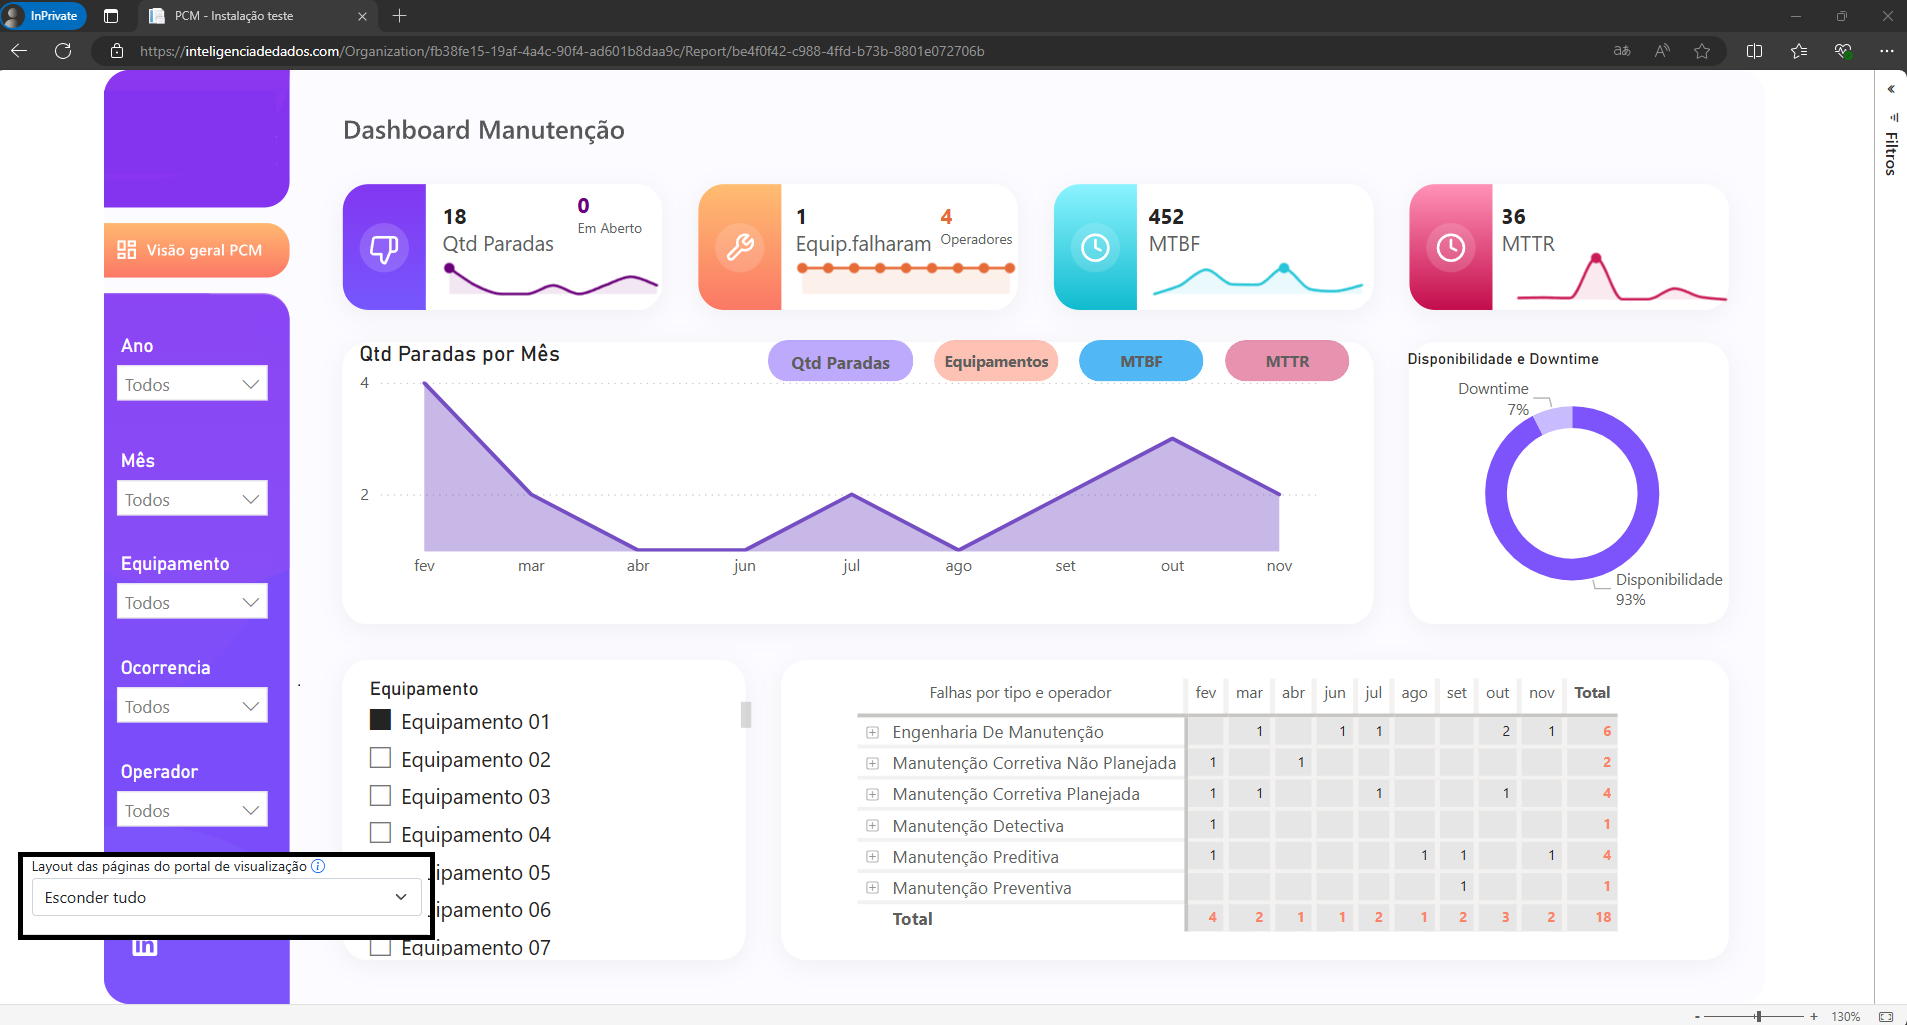 InPrivate
PCM - Instalação teste
https://inteligenciadedados.com/Organization/fb38fe15-19af-4a4c-90f4-ad601b8daa9c/Report/be4f0f42-c988-4ffd-b73b-8801e072706b
Filtros
Dashboard Manutenção
Visão geral PCM
18
Qtd Paradas
0
Em Aberto
1
Equip.falharam
4
Operadores
452
MTBF
36
MTTR
Ano
Todos
Mês
Todos
Equipamento
Todos
Ocorrencia
Todos
Operador
Todos
Qtd Paradas por Mês
Qtd Paradas
Equipamentos
MTBF
MTTR
4
2
fev mar abr jun jul ago set out nov
Disponibilidade e Downtime
Downtime
7%
Disponibilidade
93%
Equipamento
Equipamento 01
Equipamento 02
Equipamento 03
Equipamento 04
ipamento 05
ipamento 06
Equipamento 07
Layout das páginas do portal de visualização
Esconder tudo
in
Falhas por tipo e operador fev mar abr jun jul ago set out nov Total
Engenharia De Manutenção 1 1 1 2 1 6
Manutenção Corretiva Não Planejada 1 1 2
Manutenção Corretiva Planejada 1 1 1 1 4
Manutenção Detectiva 1 1
Manutenção Preditiva 1 1 1 1 4
Manutenção Preventiva 1 1
Total 4 2 1 1 2 1 2 3 2 18
- + 130%